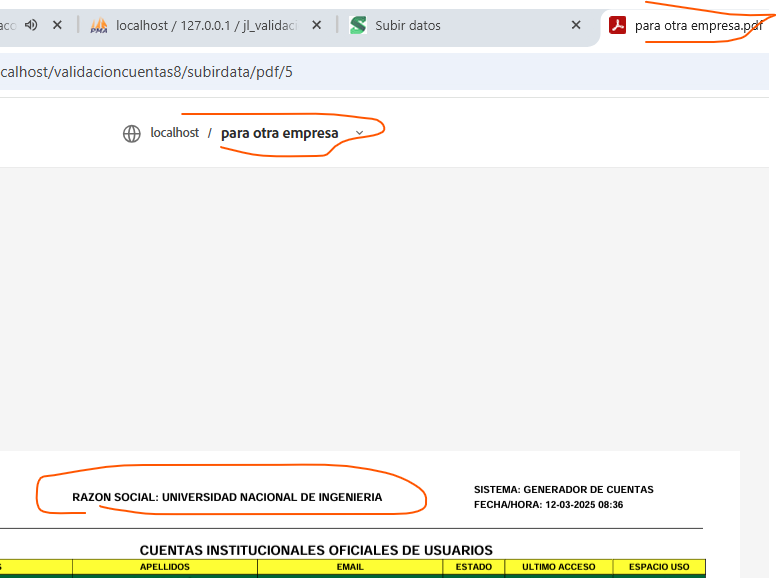 aco
PMA localhost / 127.0.0.1 / jl_validaci
Subir datos
para otra empresa.pdf
calhost/validacioncuentas8/subirdata/pdf/5
localhost / para otra empresa
RAZON SOCIAL: UNIVERSIDAD NACIONAL DE INGENIERIA
SISTEMA: GENERADOR DE CUENTAS
FECHA/HORA: 12-03-2025 08:36
CUENTAS INSTITUCIONALES OFICIALES DE USUARIOS
S APELLIDOS EMAIL ESTADO ULTIMO ACCESO ESPACIO USO